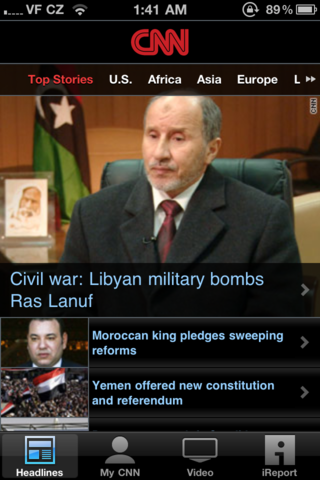 VF CZ 1:41 AM 89%
CNN
Top Stories U.S. Africa Asia Europe L
CNN
Civil war: Libyan military bombs
Ras Lanuf
Moroccan king pledges sweeping
reforms
Yemen offered new constitution
and referendum
Headlines My CNN Video iReport